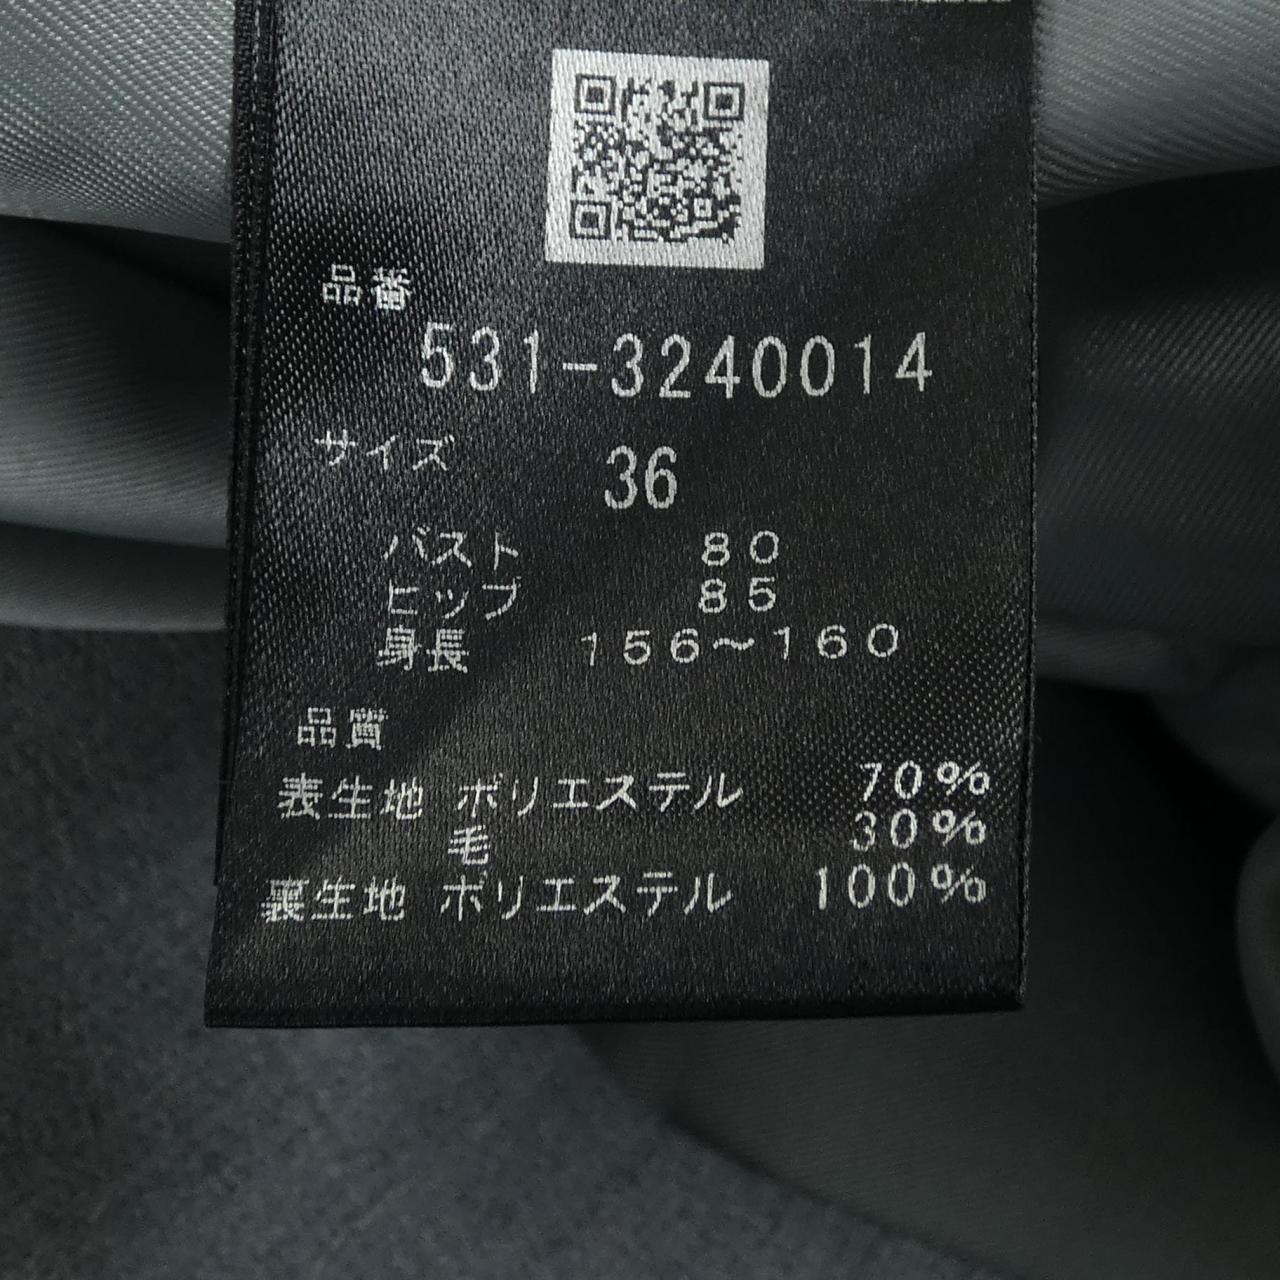 品番
531-3240014
サイズ 36
バスト 80
ヒップ 85
身長 156～160
品質
表生地 ポリエステル 70%
毛 30%
裏生地 ポリエステル 100%